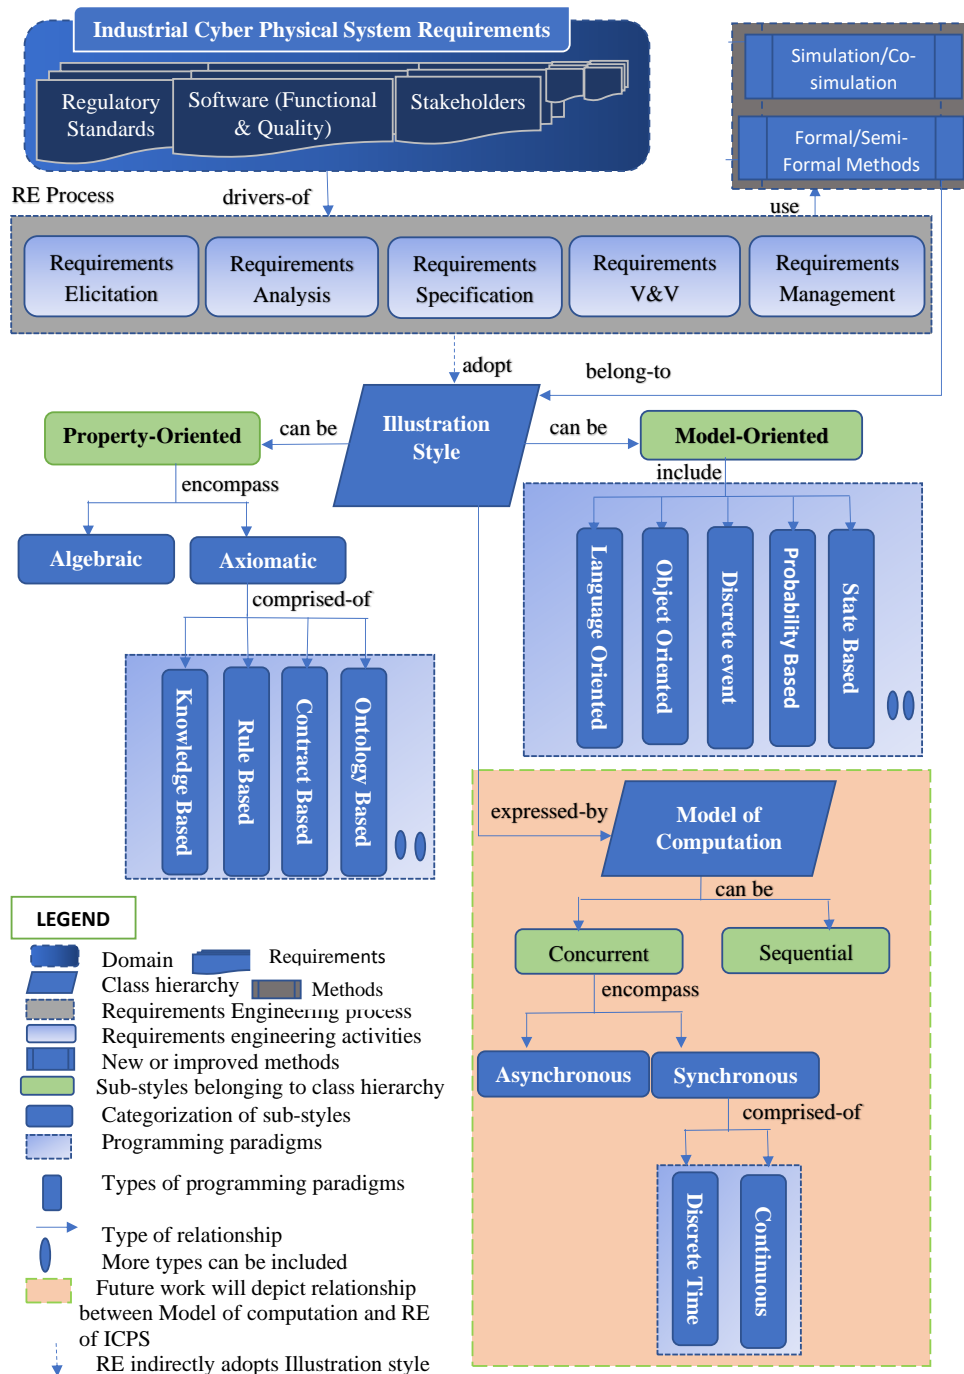 Industrial Cyber Physical System Requirements
Regulatory
Standards
Software (Functional
& Quality)
Stakeholders
Simulation/Co-
simulation
Formal/Semi-
Formal Methods
RE Process
drivers-of
use
Requirements
Elicitation
Requirements
Analysis
Requirements
Specification
Requirements
V&V
Requirements
Management
adopt
belong-to
Illustration
Style
Property-Oriented
can be
can be
Model-Oriented
encompass
include
Algebraic
Axiomatic
comprised-of
Knowledge Based
Rule Based
Contract Based
Ontology Based
Language Oriented
Object Oriented
Discrete event
Probability Based
State Based
expressed-by
Model of
Computation
can be
Concurrent
Sequential
encompass
Asynchronous
Synchronous
comprised-of
Discrete Time
Continuous
LEGEND
Domain
Requirements
Class hierarchy
Methods
Requirements Engineering process
Requirements engineering activities
New or improved methods
Sub-styles belonging to class hierarchy
Categorization of sub-styles
Programming paradigms
Types of programming paradigms
Type of relationship
More types can be included
Future work will depict relationship
between Model of computation and RE
of ICPS
RE indirectly adopts Illustration style